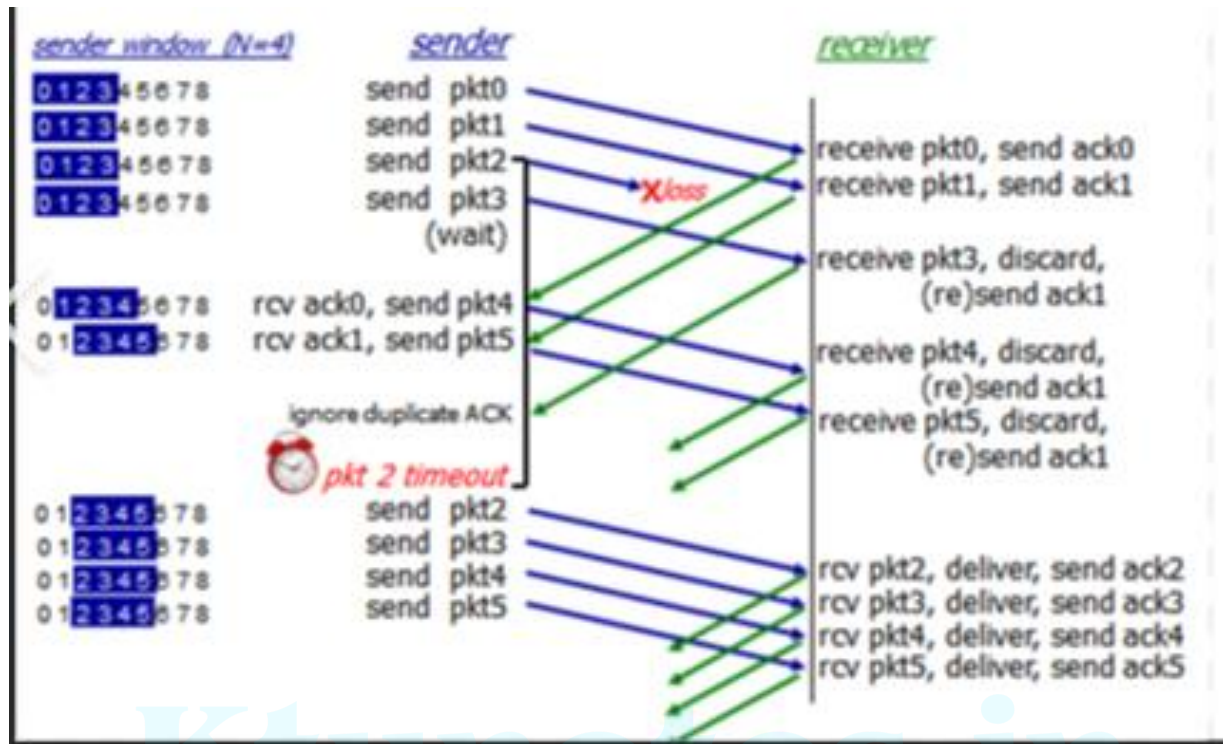 sender window (N=4)
sender
receiver
0 1 2 3 4 5 6 7 8
send pkt0
0 1 2 3 4 5 6 7 8
send pkt1
0 1 2 3 4 5 6 7 8
send pkt2
0 1 2 3 4 5 6 7 8
send pkt3
(wait)
X loss
receive pkt0, send ack0
receive pkt1, send ack1
receive pkt3, discard,
(re)send ack1
0 1 2 3 4 5 6 7 8
rcv ack0, send pkt4
0 1 2 3 4 5 6 7 8
rcv ack1, send pkt5
receive pkt4, discard,
(re)send ack1
receive pkt5, discard,
(re)send ack1
ignore duplicate ACK
pkt 2 timeout
0 1 2 3 4 5 6 7 8
send pkt2
0 1 2 3 4 5 6 7 8
send pkt3
0 1 2 3 4 5 6 7 8
send pkt4
0 1 2 3 4 5 6 7 8
send pkt5
rcv pkt2, deliver, send ack2
rcv pkt3, deliver, send ack3
rcv pkt4, deliver, send ack4
rcv pkt5, deliver, send ack5